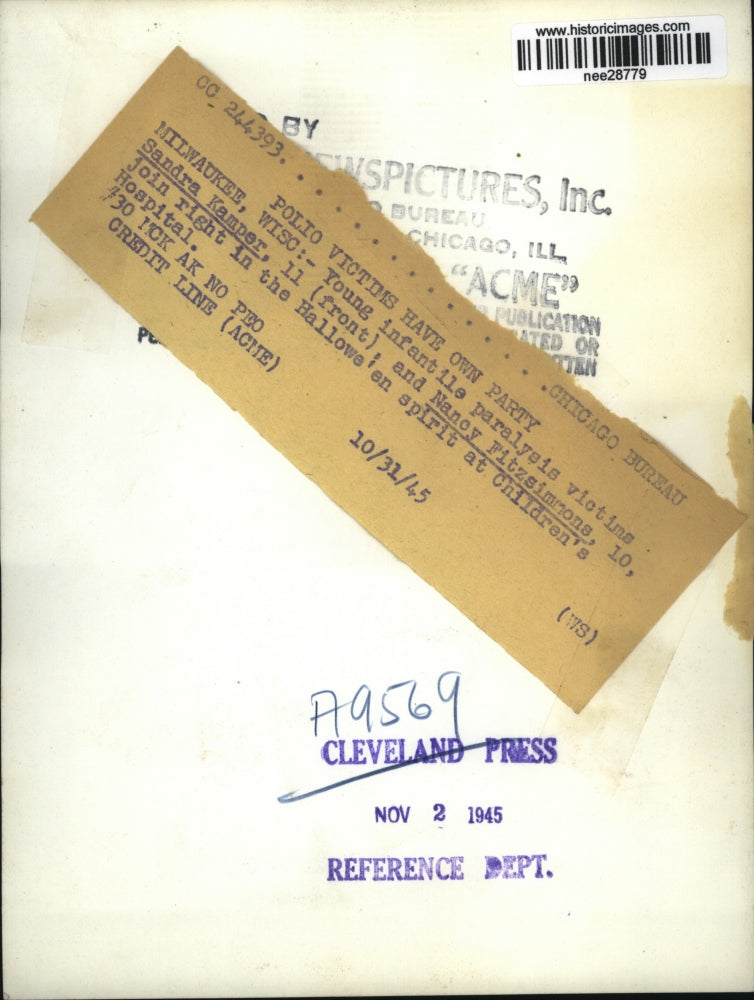 www.historicimages.com
nee28779
BY
NEWSPICTURES, Inc.
BUREAU
CHICAGO, ILL.
"ACME"
PUBLICATION
OR
CC 244393. . . . . . . . . . . . . . . . CHICAGO BUREAU
POLIO VICTIMS HAVE OWN PARTY
MILWAUKEE, WISC:- Young infantile paralysis victims
Sandra Kamper, 11 (front), and Nancy Fitzsimmons, 10,
join right in the Hallowe'en spirit at Children's
Hospital.
#30 MCK AK NO PEO
CREDIT LINE (ACME) 10/31/45 (WS)
A9569
CLEVELAND PRESS
NOV 2 1945
REFERENCE DEPT.